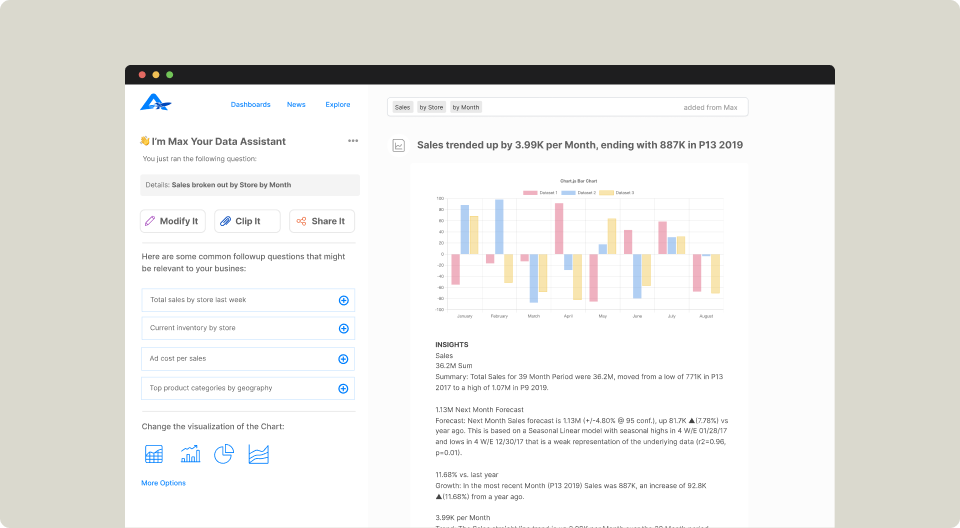 Dashboards News Explore
👋 I'm Max Your Data Assistant
You just ran the following question:
Details: Sales broken out by Store by Month
Modify It
Clip It
Share It
Here are some common followup questions that might
be relevant to your busines:
Total sales by store last week
Current inventory by store
Ad cost per sales
Top product categories by geography
Change the visualization of the Chart:
More Options
Sales by Store by Month added from Max
Sales trended up by 3.99K per Month, ending with 887K in P13 2019
Chart.js Bar Chart
Dataset 1 Dataset 2 Dataset 3
100
80
60
40
20
0
-20
-40
-60
-80
-100
January February March April May June July August
INSIGHTS
Sales
36.2M Sum
Summary: Total Sales for 39 Month Period were 36.2M, moved from a low of 771K in P13
2017 to a high of 1.07M in P9 2019.
1.13M Next Month Forecast
Forecast: Next Month Sales forecast is 1.13M (+/-4.80% @ 95 conf.), up 81.7K ▲(7.78%) vs
year ago. This is based on a Seasonal Linear model with seasonal highs in 4 W/E 01/28/17
and lows in 4 W/E 12/30/17 that is a weak representation of the underlying data (r2=0.96,
p=0.01).
11.68% vs. last year
Growth: In the most recent Month (P13 2019) Sales was 887K, an increase of 92.8K
▲(11.68%) from a year ago.
3.99K per Month